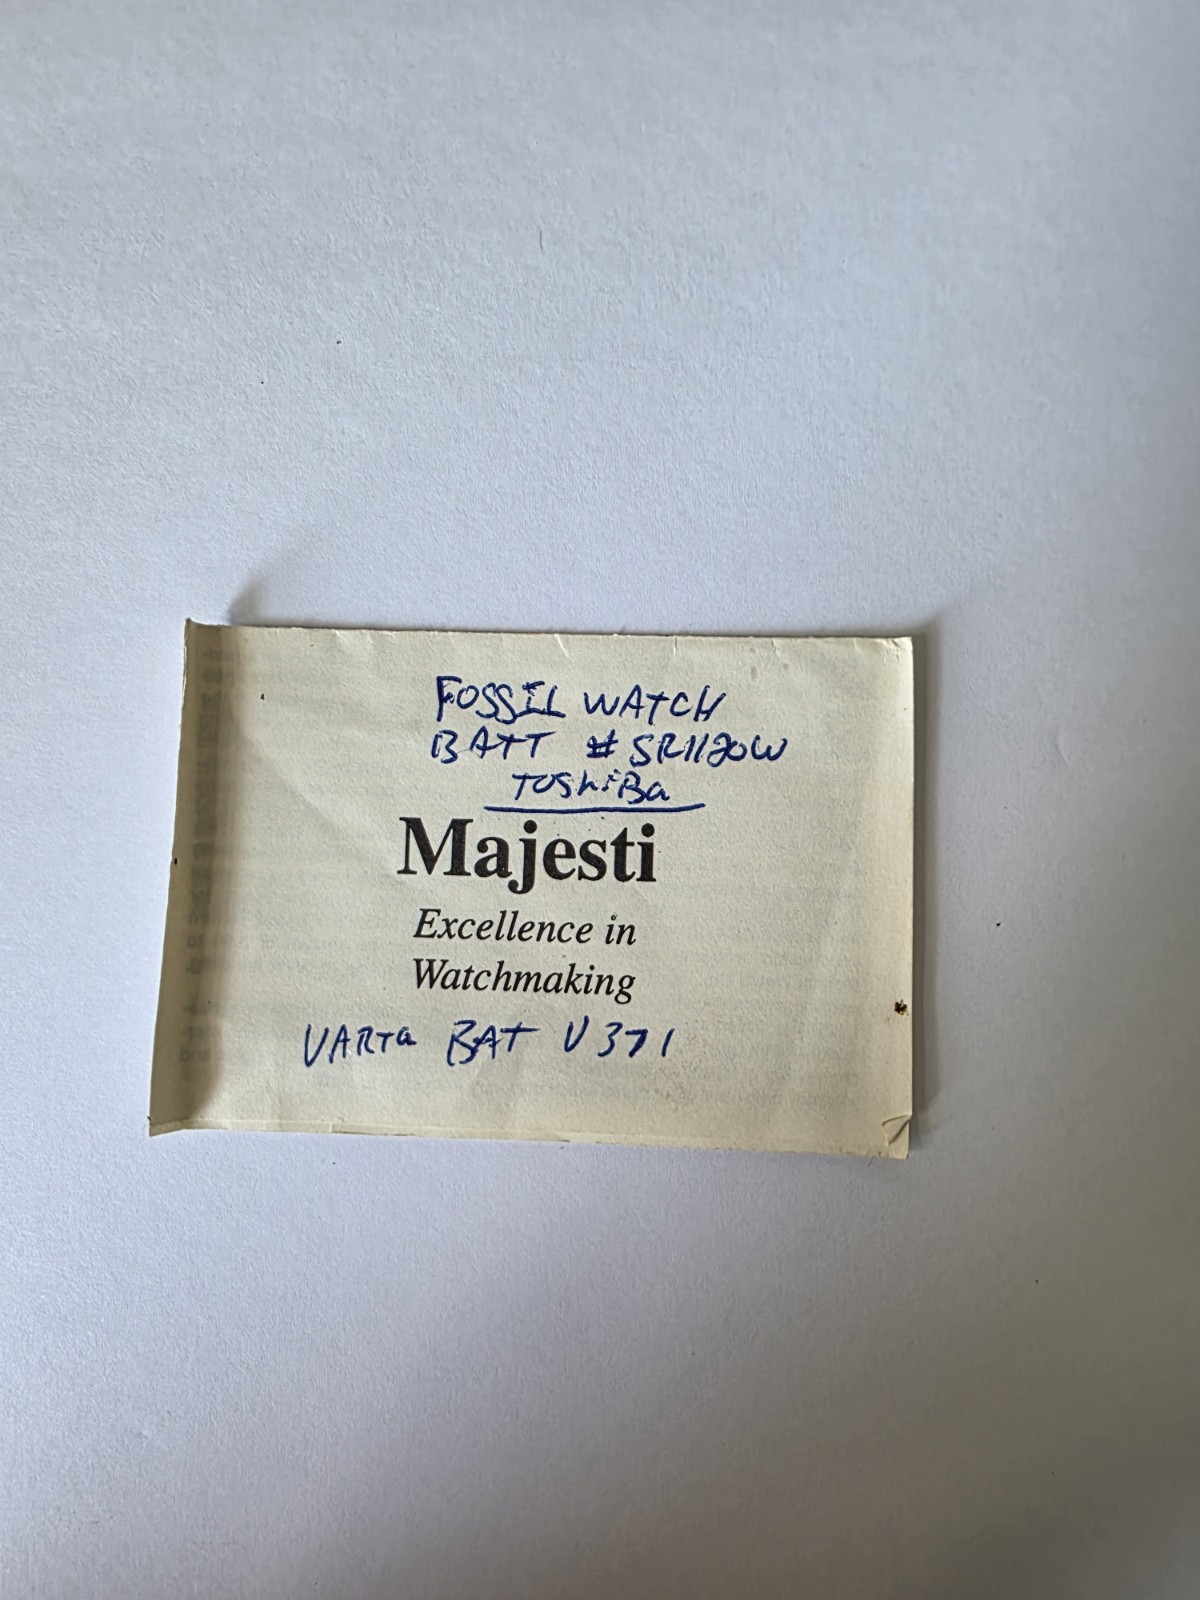 FOSSIL WATCH
BATT # SR1120W
TOSHiBa
Majesti
Excellence in
Watchmaking
VARTa BAT V371